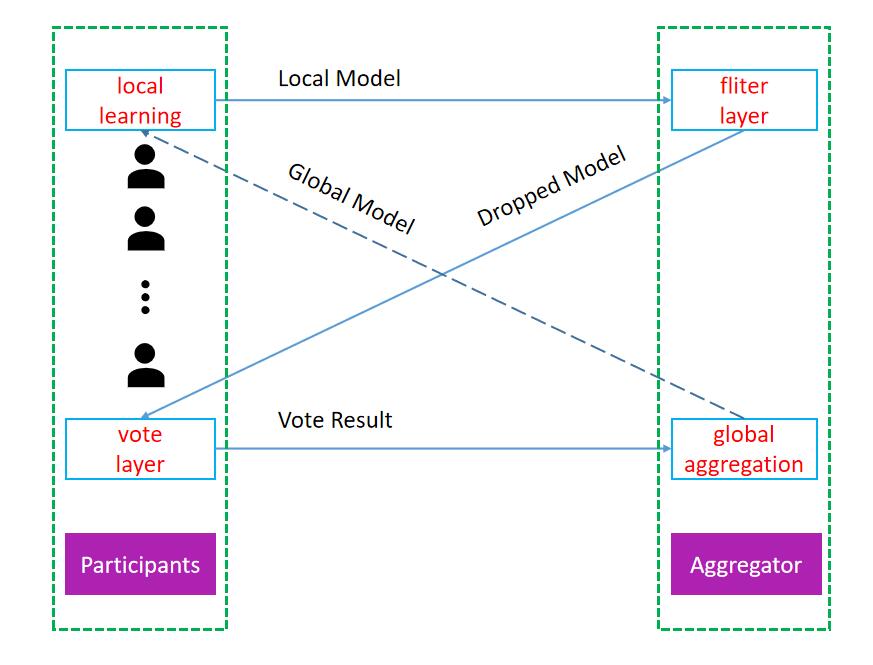 local
learning
Local Model
fliter
layer
Global Model
Dropped Model
vote
layer
Vote Result
global
aggregation
Participants
Aggregator